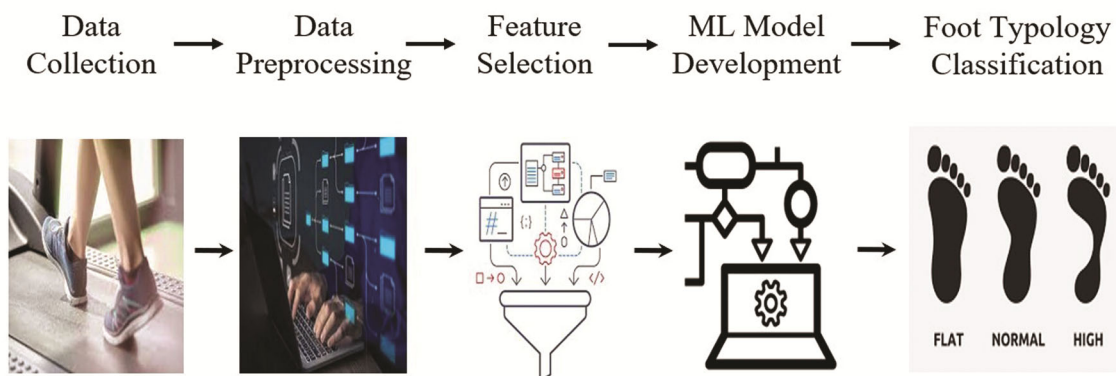 Data
Collection
Data
Preprocessing
Feature
Selection
ML Model
Development
Foot Typology
Classification
#_
{:}
</>
FLAT NORMAL HIGH